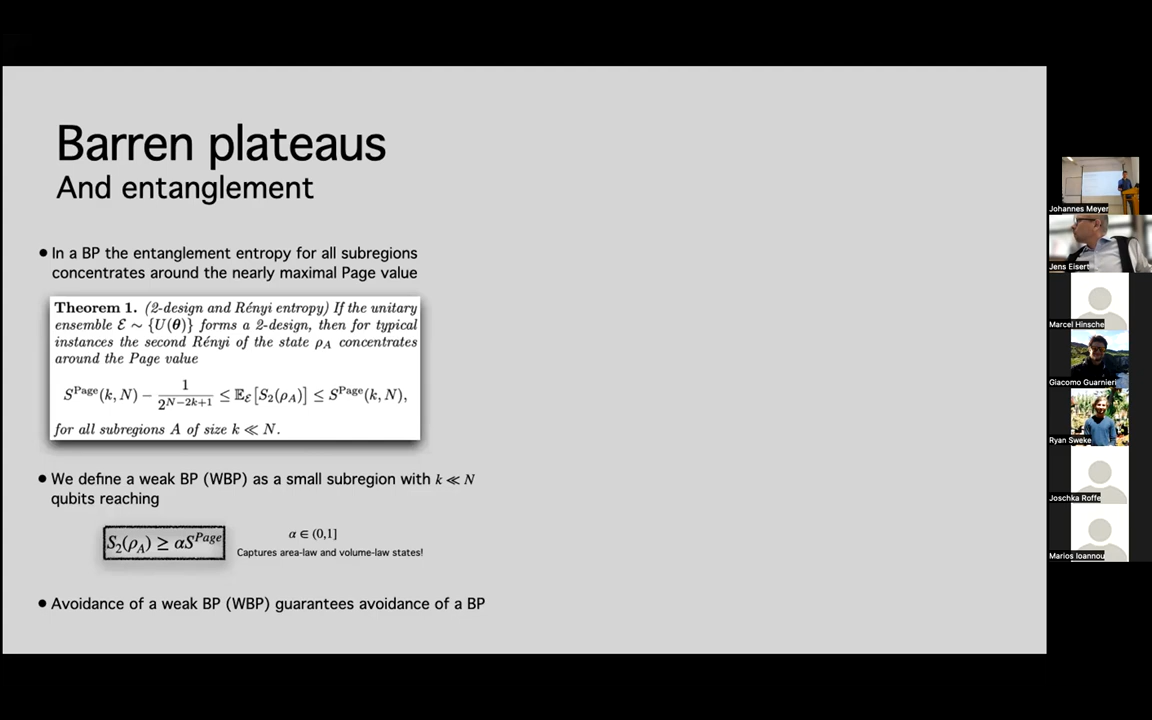 Barren plateaus
And entanglement
● In a BP the entanglement entropy for all subregions
concentrates around the nearly maximal Page value
Theorem 1. (2-design and Rényi entropy) If the unitary
ensemble ℰ ∼ {U(θ)} forms a 2-design, then for typical
instances the second Rényi of the state ρ_A concentrates
around the Page value
S^Page(k, N) − 1/2^{N−2k+1} ≤ 𝔼_ℰ[S₂(ρ_A)] ≤ S^Page(k, N),
for all subregions A of size k ≪ N.
● We define a weak BP (WBP) as a small subregion with k ≪ N
qubits reaching
S₂(ρ_A) ≥ αS^Page
α ∈ (0,1]
Captures area-law and volume-law states!
● Avoidance of a weak BP (WBP) guarantees avoidance of a BP
Johannes Meyer
Jens Eisert
Marcel Hinsche
Giacomo Guarnieri
Ryan Sweke
Joschka Roffe
Marios Ioannou